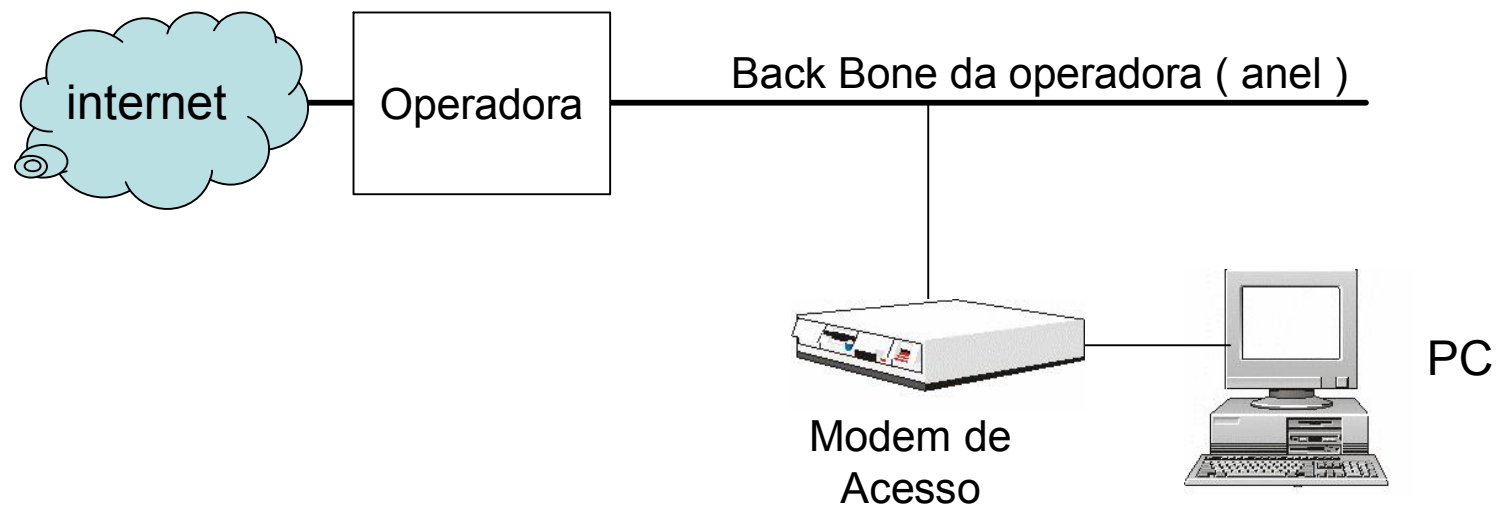 internet
Operadora
Back Bone da operadora ( anel )
PC
Modem de
Acesso